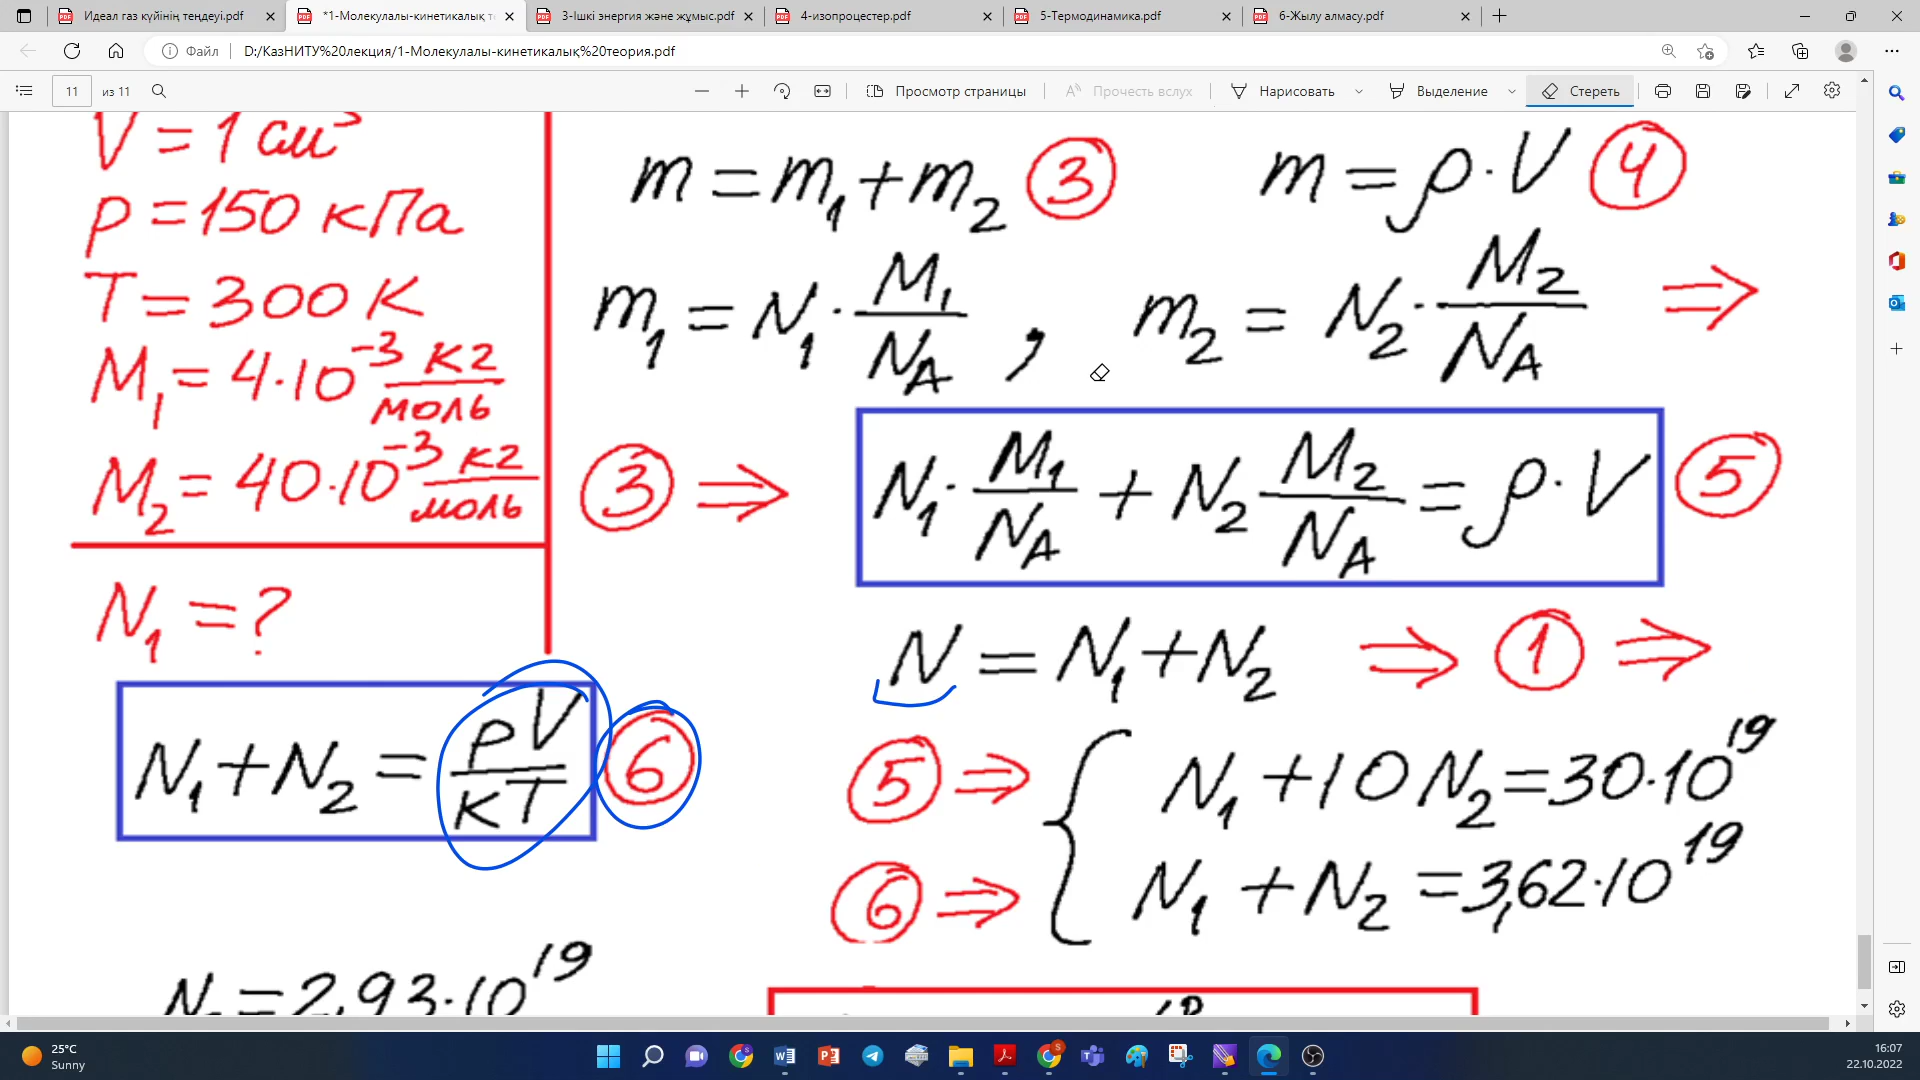 Идеал газ күйінің теңдеуі.pdf
*1-Молекулалы-кинетикалық т
3-Ішкі энергия және жұмыс.pdf
4-изопроцестер.pdf
5-Термодинамика.pdf
6-Жылу алмасу.pdf
Файл
D:/КазНИТУ%20лекция/1-Молекулалы-кинетикалық%20теория.pdf
11 из 11
Просмотр страницы
Прочесть вслух
Нарисовать
Выделение
Стереть
V = 1 см³
p = 150 кПа
T = 300 К
M₁ = 4·10⁻³ кг/моль
M₂ = 40·10⁻³ кг/моль
N₁ = ?
m = m₁ + m₂ (3)
m = ρ·V (4)
m₁ = N₁· M₁/N_A , m₂ = N₂· M₂/N_A ⇒
(3) ⇒ N₁· M₁/N_A + N₂ M₂/N_A = ρ·V (5)
N = N₁ + N₂ ⇒ (1) ⇒
N₁ + N₂ = pV/кT (6)
(5) ⇒ N₁ + 10 N₂ = 30·10¹⁹
(6) ⇒ N₁ + N₂ = 3,62·10¹⁹
= 2,93·10¹⁹
25°C
Sunny
16:07
22.10.2022